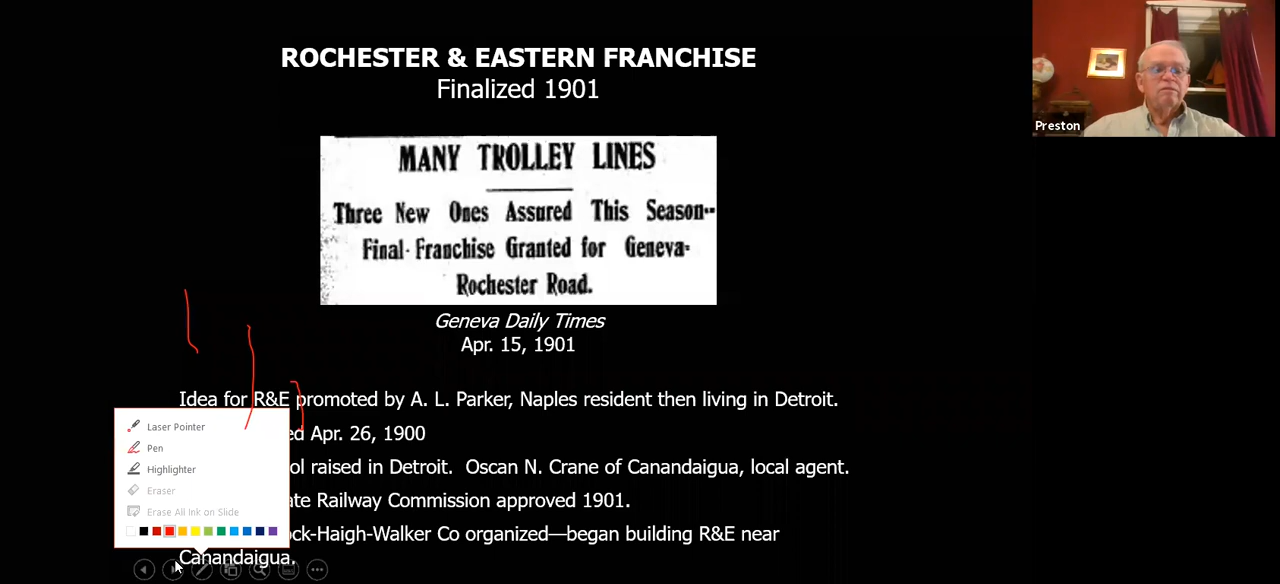 ROCHESTER & EASTERN FRANCHISE
Finalized 1901
MANY TROLLEY LINES
Three New Ones Assured This Season--
Final Franchise Granted for Geneva-
Rochester Road.
Geneva Daily Times
Apr. 15, 1901
Preston
Idea for R&E promoted by A. L. Parker, Naples resident then living in Detroit.
ed Apr. 26, 1900
ol raised in Detroit. Oscan N. Crane of Canandaigua, local agent.
ate Railway Commission approved 1901.
ock-Haigh-Walker Co organized—began building R&E near
Canandaigua.
Laser Pointer
Pen
Highlighter
Eraser
Erase All Ink on Slide